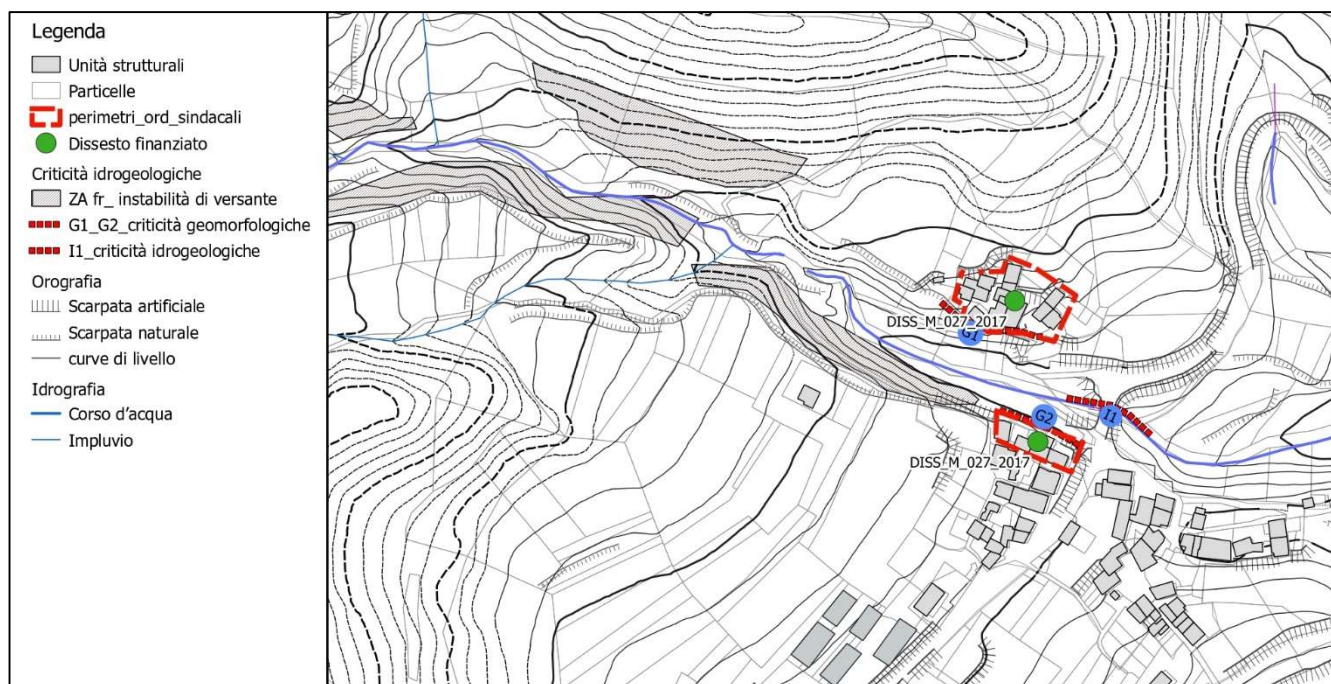 Legenda
Unità strutturali
Particelle
perimetri_ord_sindacali
Dissesto finanziato
Criticità idrogeologiche
ZA fr_ instabilità di versante
G1_G2_criticità geomorfologiche
I1_criticità idrogeologiche
Orografia
Scarpata artificiale
Scarpata naturale
curve di livello
Idrografia
Corso d'acqua
Impluvio
DISS_M_027_2017
G1
G2
I1
DISS_M_027_2017